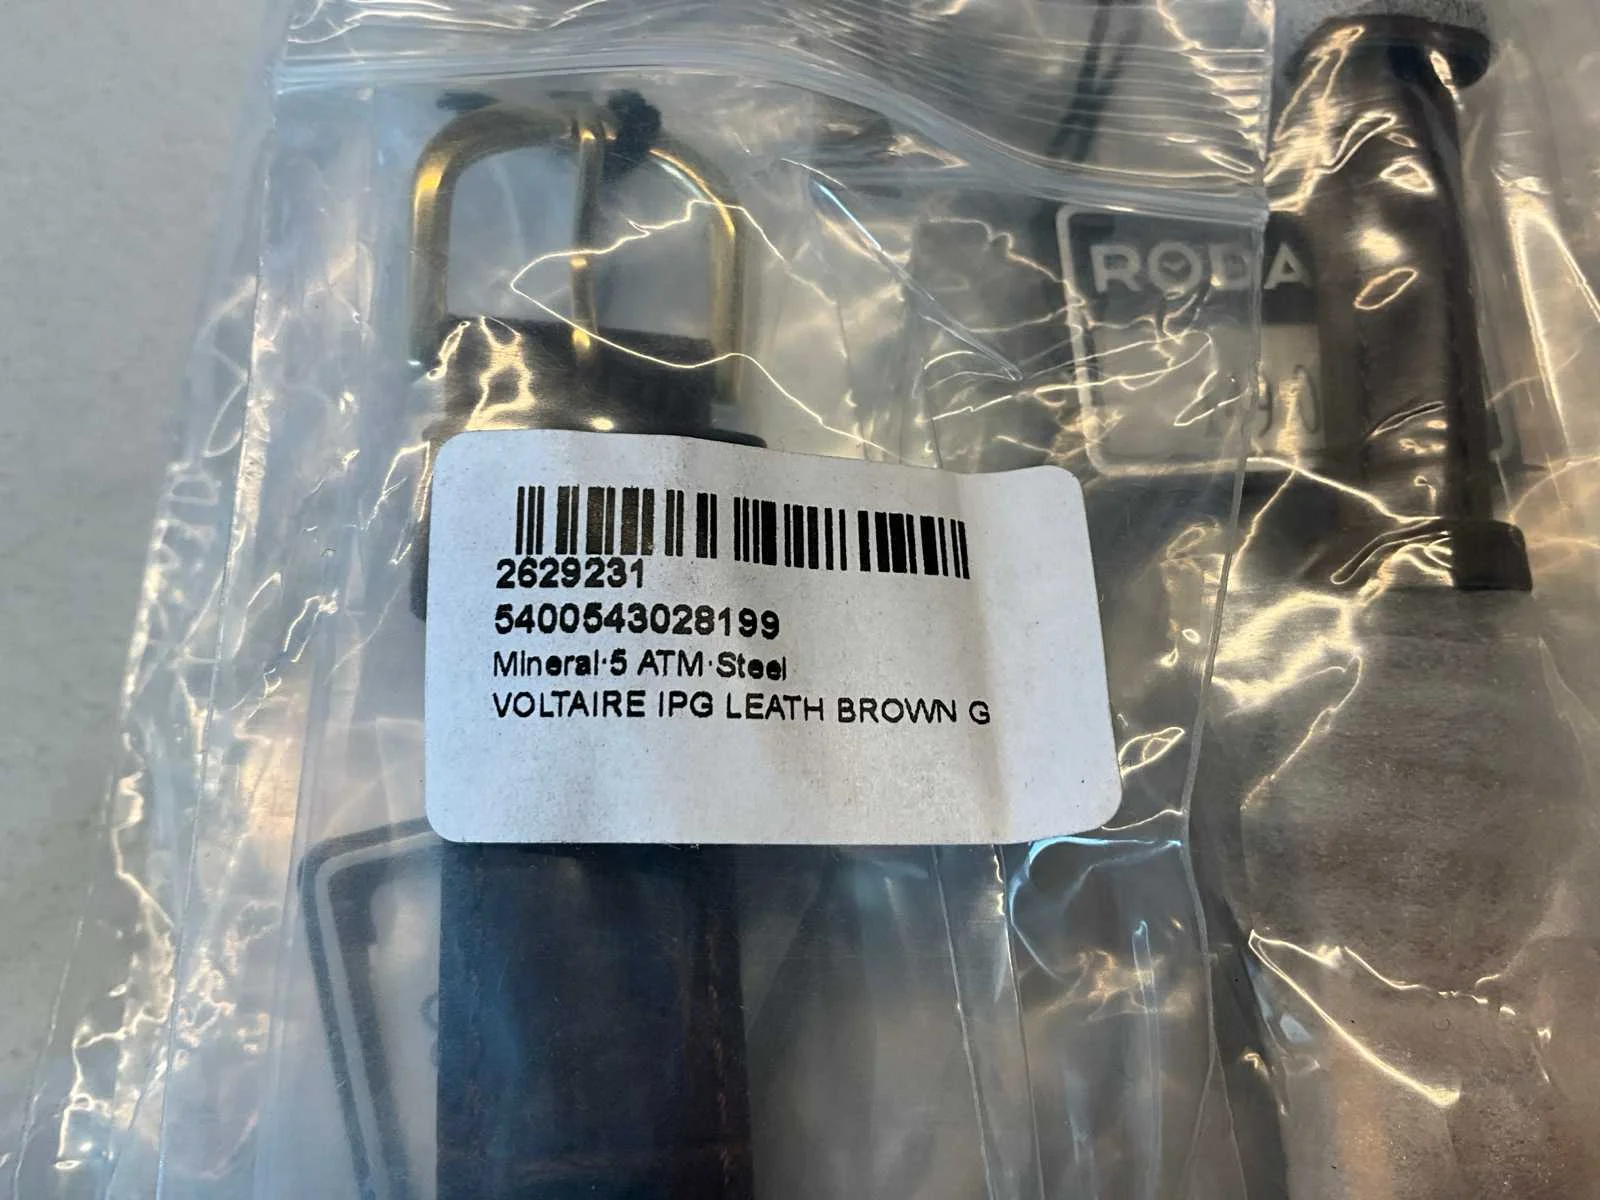 RODA
2629231
5400543028199
Mineral·5 ATM·Steel
VOLTAIRE IPG LEATH BROWN G